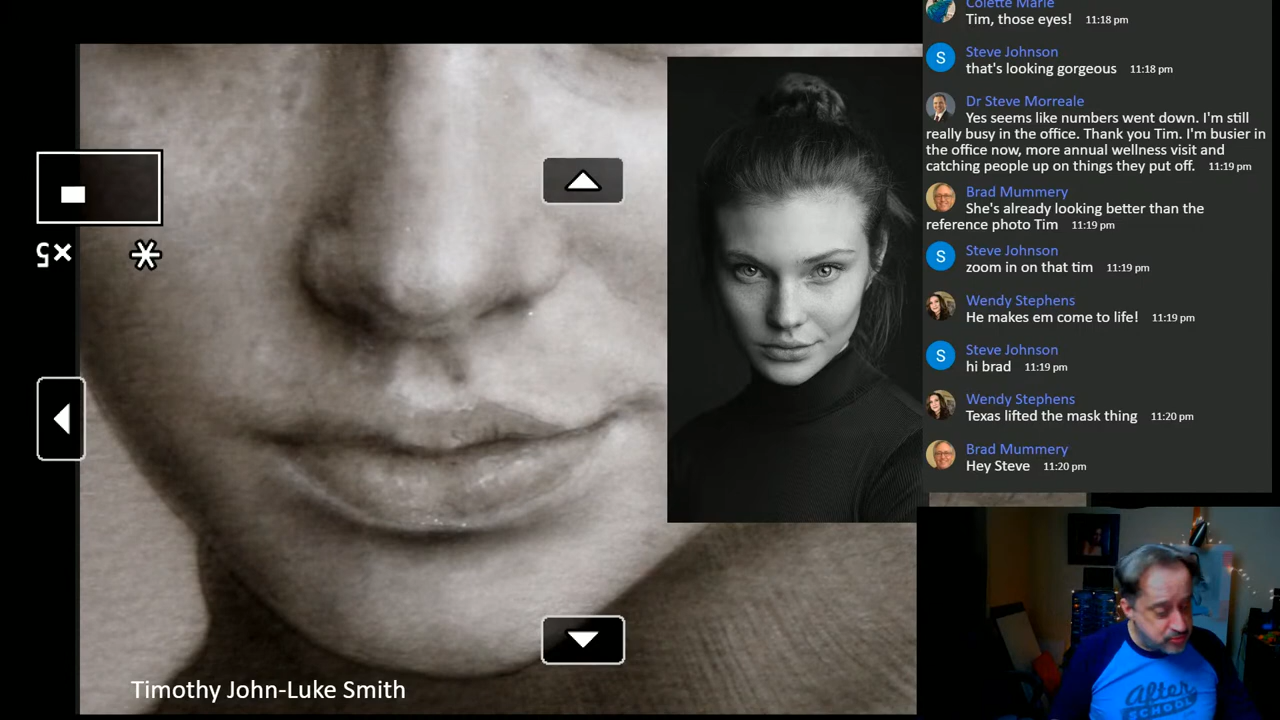 Colette Marie
Tim, those eyes! 11:18 pm
S
Steve Johnson
that's looking gorgeous 11:18 pm
Dr Steve Morreale
Yes seems like numbers went down. I'm still
really busy in the office. Thank you Tim. I'm busier in
the office now, more annual wellness visit and
catching people up on things they put off. 11:19 pm
Brad Mummery
She's already looking better than the
reference photo Tim 11:19 pm
S
Steve Johnson
zoom in on that tim 11:19 pm
Wendy Stephens
He makes em come to life! 11:19 pm
S
Steve Johnson
hi brad 11:19 pm
Wendy Stephens
Texas lifted the mask thing 11:20 pm
Brad Mummery
Hey Steve 11:20 pm
×5
Timothy John-Luke Smith
After
SCHOOL